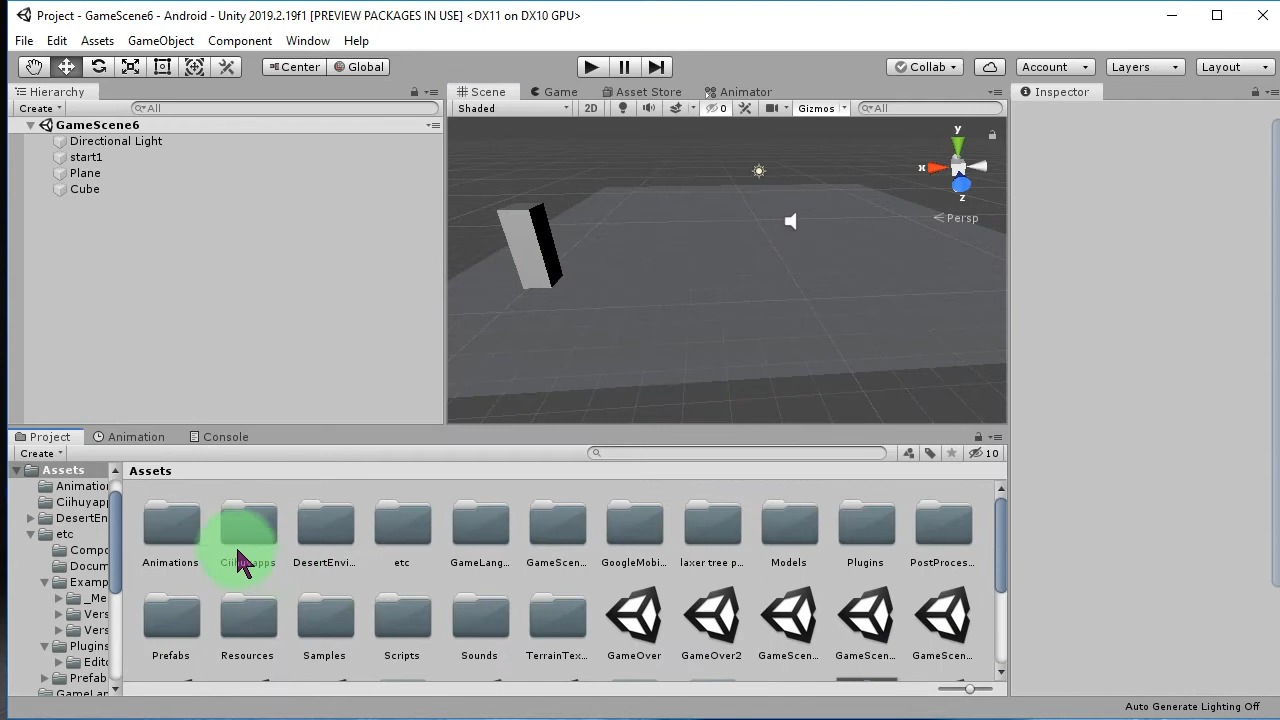 Project - GameScene6 - Android - Unity 2019.2.19f1 [PREVIEW PACKAGES IN USE] <DX11 on DX10 GPU>
File Edit Assets GameObject Component Window Help
Center Global Collab Account Layers Layout
Hierarchy
Create All
GameScene6
Directional Light
start1
Plane
Cube
Scene Game Asset Store Animator
Shaded 2D 0 Gizmos All
y
x
z
Persp
Inspector
Project Animation Console
Create 10
Assets
Animation
Ciihuyapp
DesertEn
etc
Compo
Docum
Examp
_Me
Vers
Vers
Plugins
Edito
Prefab
GameLan
Assets
Animations Ciihuyapps DesertEnvi... etc GameLang... GameScen... GoogleMobi... laxer tree p... Models Plugins PostProces...
Prefabs Resources Samples Scripts Sounds TerrainTex... GameOver GameOver2 GameScen... GameScen... GameScen...
Auto Generate Lighting Off